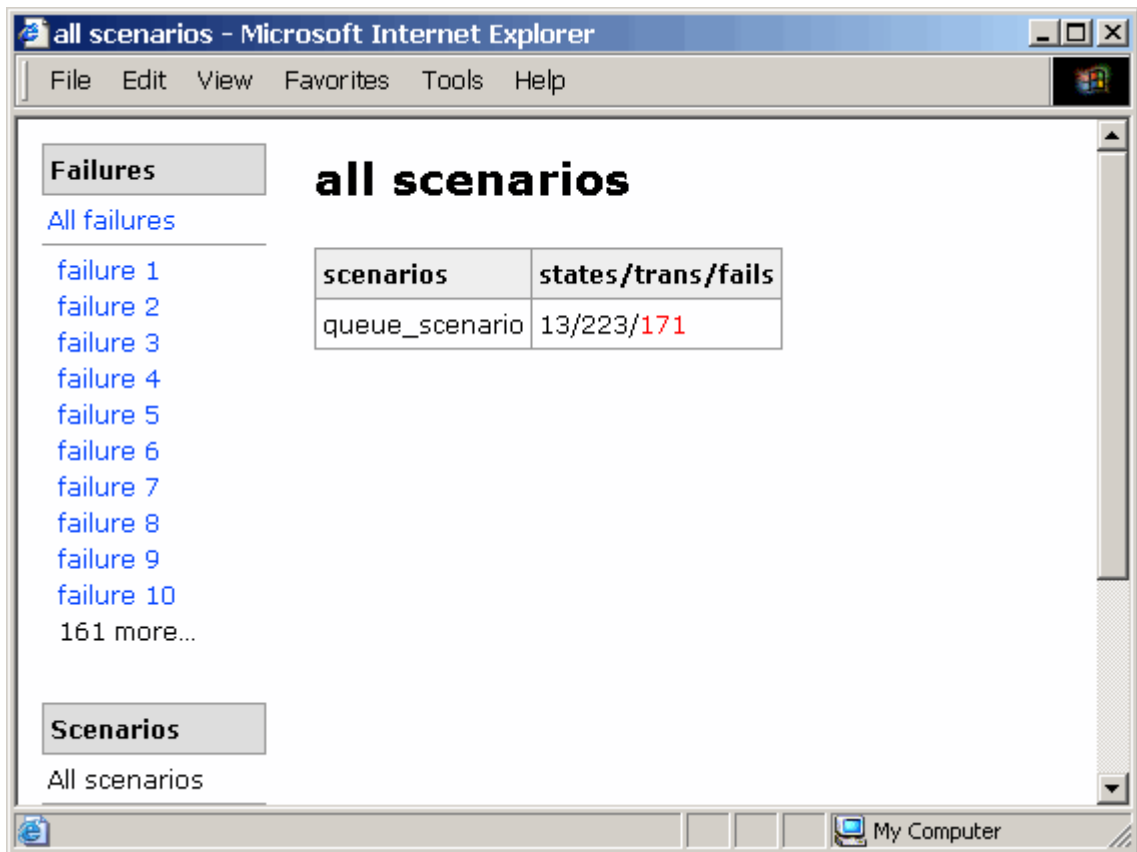 all scenarios - Microsoft Internet Explorer
File Edit View Favorites Tools Help
Failures
All failures
failure 1
failure 2
failure 3
failure 4
failure 5
failure 6
failure 7
failure 8
failure 9
failure 10
161 more...
Scenarios
All scenarios
all scenarios
scenarios states/trans/fails
queue_scenario 13/223/171
My Computer